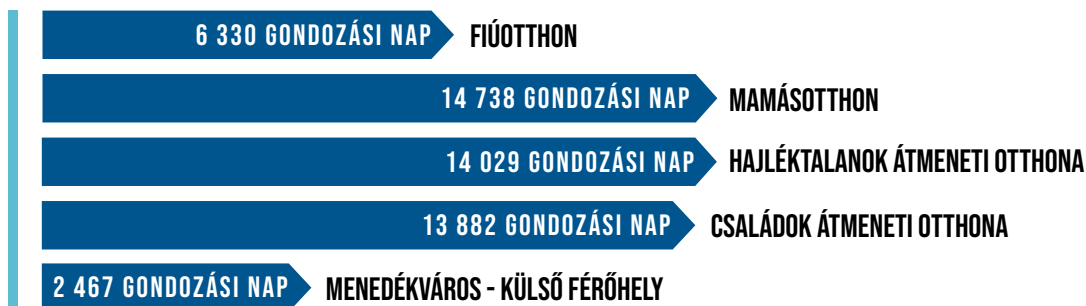 6 330 GONDOZÁSI NAP FIÚOTTHON
14 738 GONDOZÁSI NAP MAMÁSOTTHON
14 029 GONDOZÁSI NAP HAJLÉKTALANOK ÁTMENETI OTTHONA
13 882 GONDOZÁSI NAP CSALÁDOK ÁTMENETI OTTHONA
2 467 GONDOZÁSI NAP MENEDÉKVÁROS - KÜLSŐ FÉRŐHELY